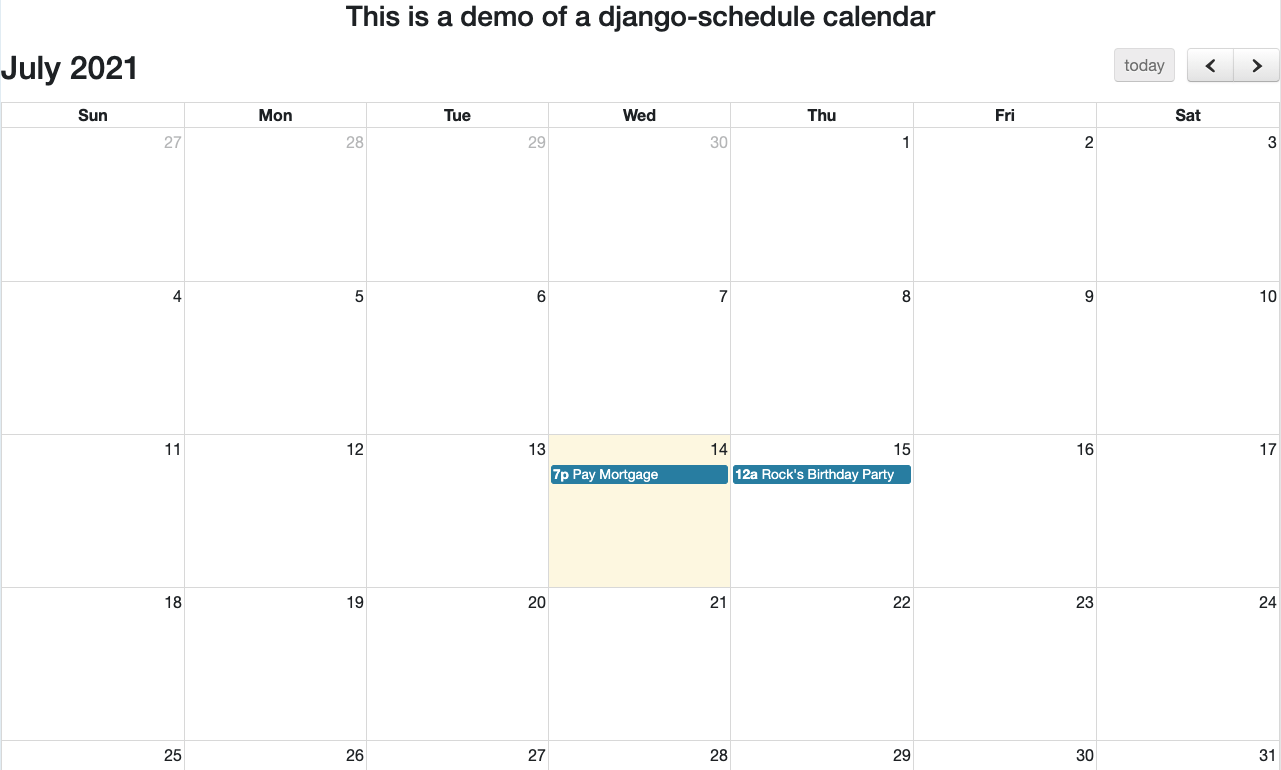 This is a demo of a django-schedule calendar
July 2021 today
Sun Mon Tue Wed Thu Fri Sat
27 28 29 30 1 2 3
4 5 6 7 8 9 10
11 12 13 14 15 16 17
7p Pay Mortgage 12a Rock's Birthday Party
18 19 20 21 22 23 24
25 26 27 28 29 30 31